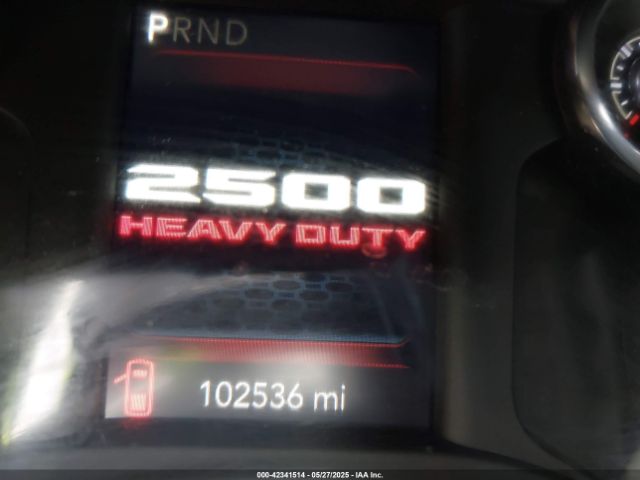 PRND
2500
HEAVY DUTY
102536 mi
000-42341514 - 05/27/2025 - IAA Inc.